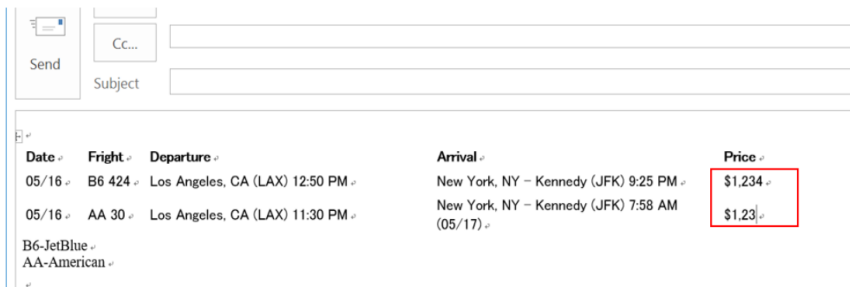 Cc...
Send
Subject
Date Fright Departure Arrival Price
05/16 B6 424 Los Angeles, CA (LAX) 12:50 PM New York, NY - Kennedy (JFK) 9:25 PM $1,234
05/16 AA 30 Los Angeles, CA (LAX) 11:30 PM New York, NY - Kennedy (JFK) 7:58 AM $1,23
(05/17)
B6-JetBlue
AA-American